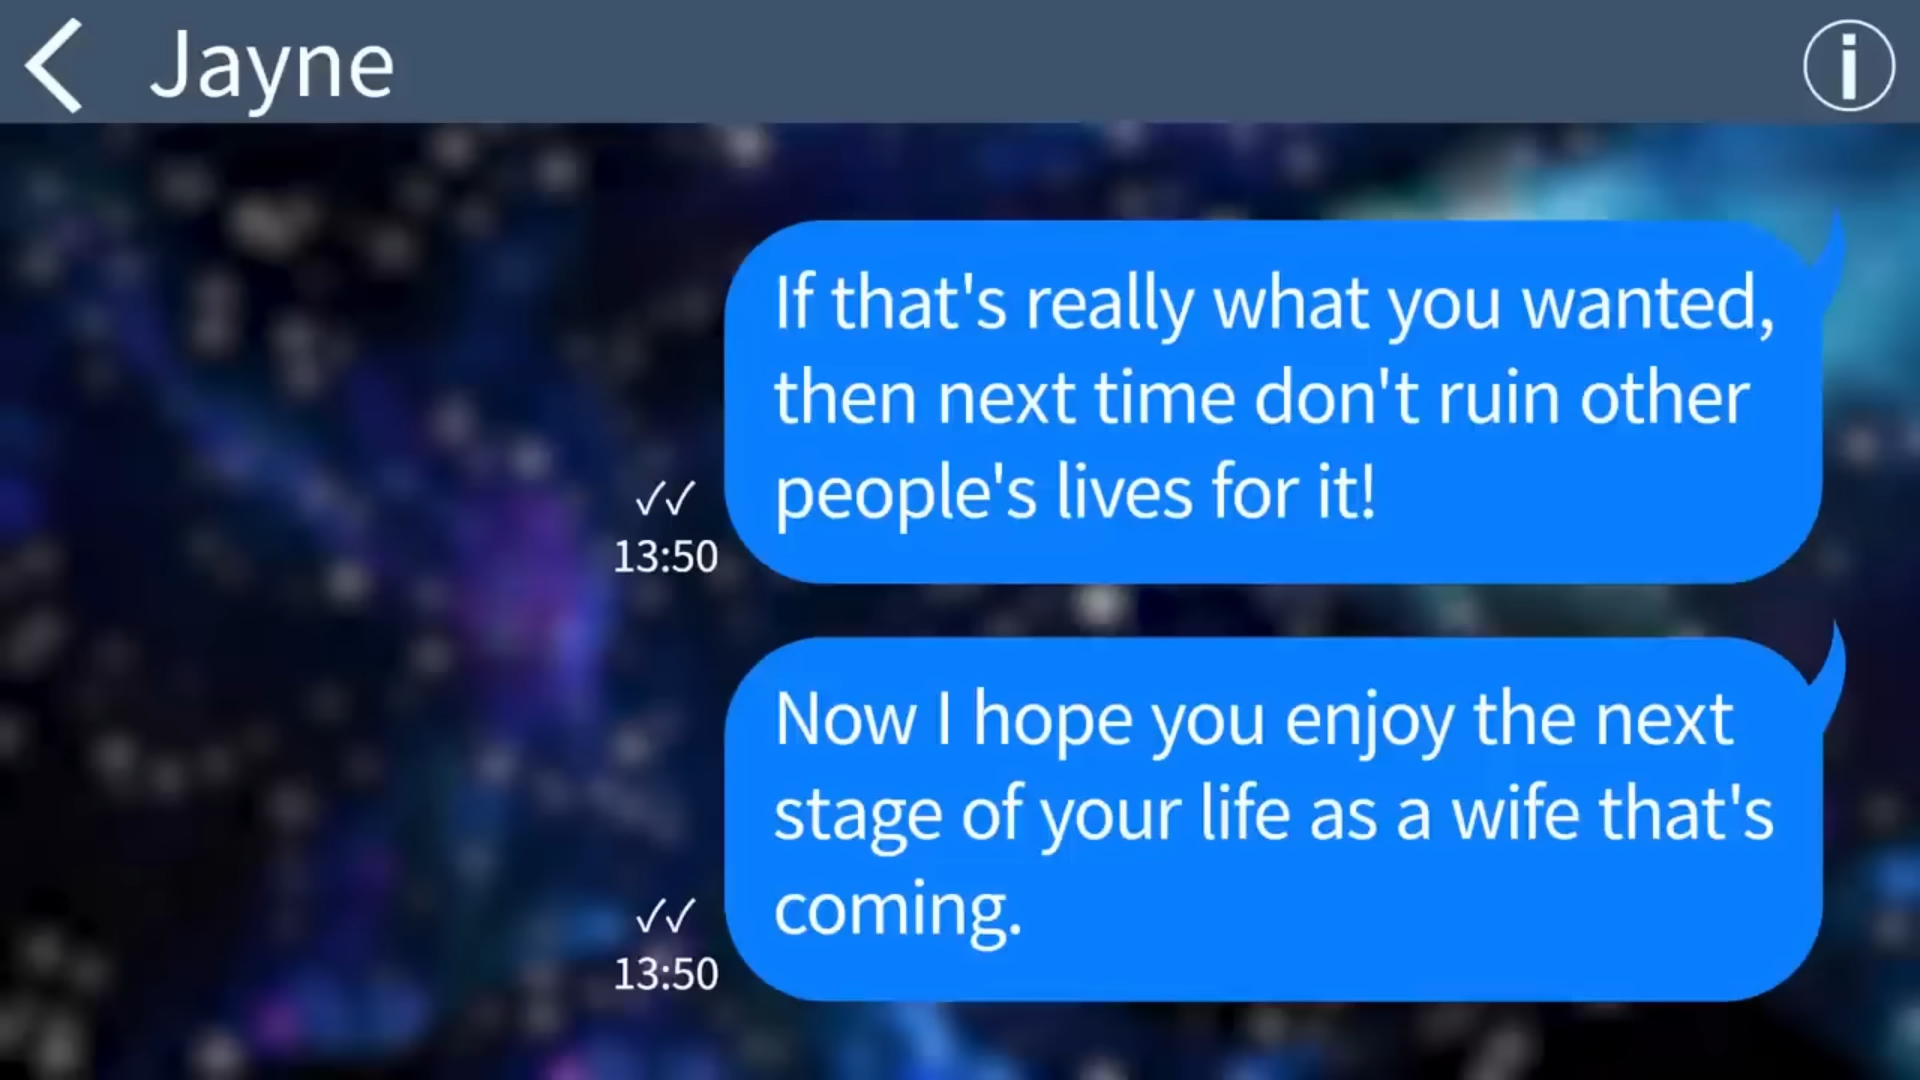 Jayne
If that's really what you wanted,
then next time don't ruin other
people's lives for it!
✓✓
13:50
Now I hope you enjoy the next
stage of your life as a wife that's
coming.
✓✓
13:50